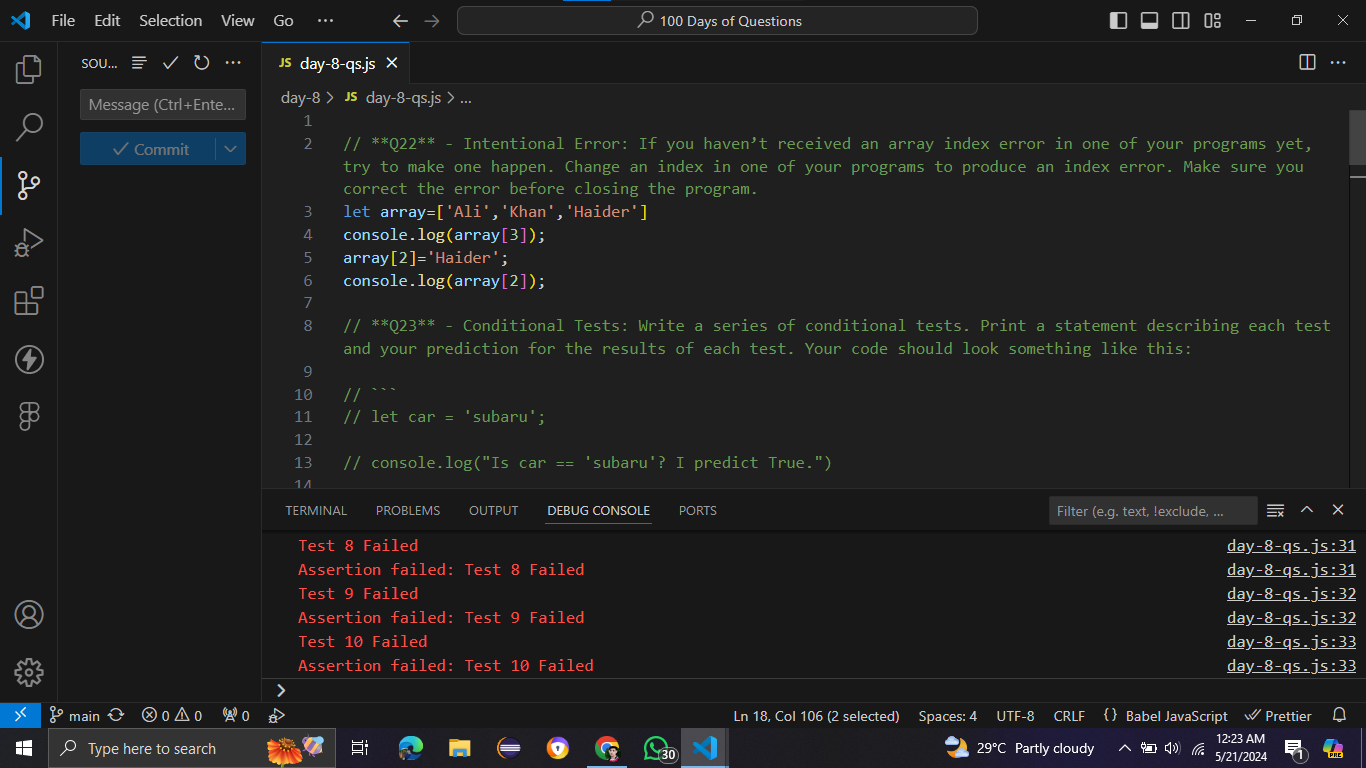 File Edit Selection View Go ···
100 Days of Questions
SOU...
JS day-8-qs.js
day-8 > JS day-8-qs.js > ...
Message (Ctrl+Ente...
Commit
1
2 // **Q22** - Intentional Error: If you haven’t received an array index error in one of your programs yet,
try to make one happen. Change an index in one of your programs to produce an index error. Make sure you
correct the error before closing the program.
3 let array=['Ali','Khan','Haider']
4 console.log(array[3]);
5 array[2]='Haider';
6 console.log(array[2]);
7
8 // **Q23** - Conditional Tests: Write a series of conditional tests. Print a statement describing each test
and your prediction for the results of each test. Your code should look something like this:
9
10 // ```
11 // let car = 'subaru';
12
13 // console.log("Is car == 'subaru'? I predict True.")
14
TERMINAL PROBLEMS OUTPUT DEBUG CONSOLE PORTS
Filter (e.g. text, !exclude, ...
Test 8 Failed day-8-qs.js:31
Assertion failed: Test 8 Failed day-8-qs.js:31
Test 9 Failed day-8-qs.js:32
Assertion failed: Test 9 Failed day-8-qs.js:32
Test 10 Failed day-8-qs.js:33
Assertion failed: Test 10 Failed day-8-qs.js:33
>
main 0 0 0 Ln 18, Col 106 (2 selected) Spaces: 4 UTF-8 CRLF {} Babel JavaScript Prettier
Type here to search
30
29°C Partly cloudy
12:23 AM
5/21/2024
1
PRE